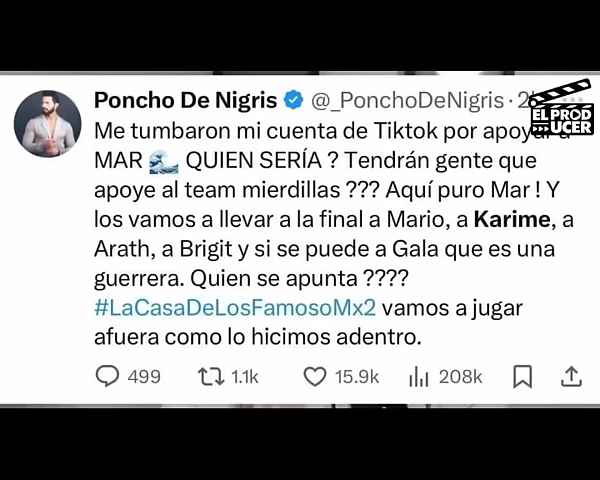 Poncho De Nigris @_PonchoDeNigris · 2
EL PROD
UCER
Me tumbaron mi cuenta de Tiktok por apoyar a
MAR 🌊 QUIEN SERÍA ? Tendrán gente que
apoye al team mierdillas ??? Aquí puro Mar ! Y
los vamos a llevar a la final a Mario, a Karime, a
Arath, a Brigit y si se puede a Gala que es una
guerrera. Quien se apunta ????
#LaCasaDeLosFamosoMx2 vamos a jugar
afuera como lo hicimos adentro.
499 1.1k 15.9k 208k